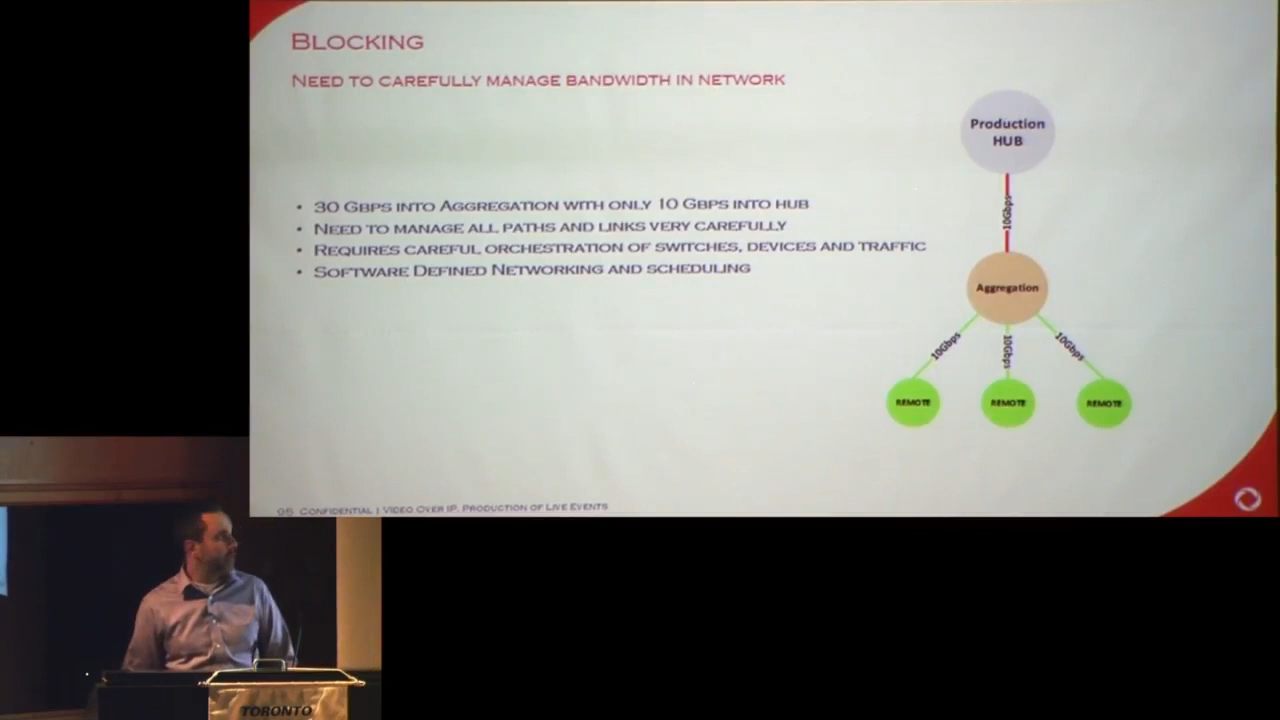 BLOCKING
NEED TO CAREFULLY MANAGE BANDWIDTH IN NETWORK
• 30 GBPS INTO AGGREGATION WITH ONLY 10 GBPS INTO HUB
• NEED TO MANAGE ALL PATHS AND LINKS VERY CAREFULLY
• REQUIRES CAREFUL ORCHESTRATION OF SWITCHES, DEVICES AND TRAFFIC
• SOFTWARE DEFINED NETWORKING AND SCHEDULING
Production
HUB
10Gbps
Aggregation
10Gbps
10Gbps
10Gbps
REMOTE
REMOTE
REMOTE
CONFIDENTIAL | VIDEO OVER IP, PRODUCTION OF LIVE EVENTS
TORONTO